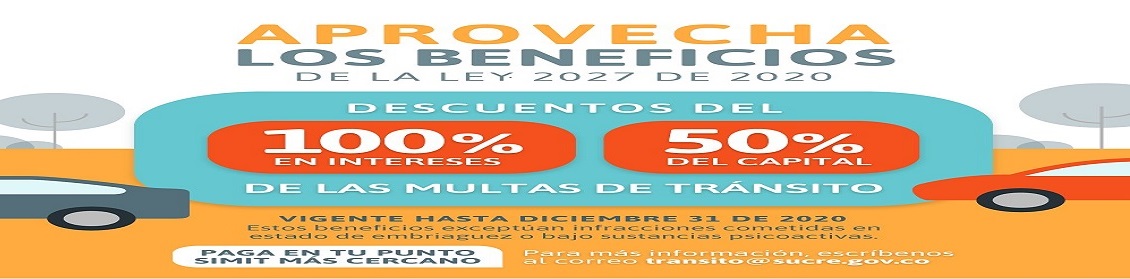 APROVECHA
LOS BENEFICIOS
DE LA LEY 2027 DE 2020
DESCUENTOS DEL
100%
EN INTERESES
50%
DEL CAPITAL
DE LAS MULTAS DE TRÁNSITO
VIGENTE HASTA DICIEMBRE 31 DE 2020
Estos beneficios exceptúan infracciones cometidas en
estado de embriaguez o bajo sustancias psicoactivas.
PAGA EN TU PUNTO
SIMIT MÁS CERCANO
Para más información, escríbenos
al correo transito@sucre.gov.co